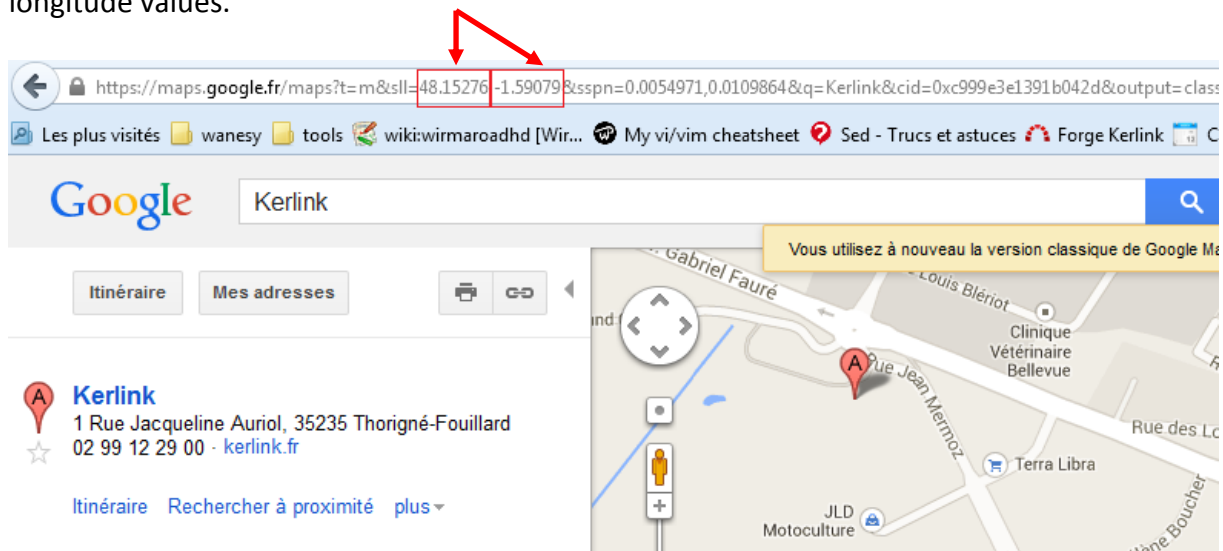 longitude values.
https://maps.google.fr/maps?t=m&sll=48.15276,-1.59079&sspn=0.0054971,0.0109864&q=Kerlink&cid=0xc999e3e1391b042d&output=clas
Les plus visités wanesy tools wiki:wirmaroadhd [Wir... My vi/vim cheatsheet Sed - Trucs et astuces Forge Kerlink C
Google Kerlink
Vous utilisez à nouveau la version classique de Google Ma
Itinéraire Mes adresses
A Kerlink
1 Rue Jacqueline Auriol, 35235 Thorigné-Fouillard
02 99 12 29 00 · kerlink.fr
Itinéraire Rechercher à proximité plus
Gabriel Fauré
Louis Blériot
Clinique
Vétérinaire
Bellevue
A
Rue Jean Mermoz
Rue des Lo
Terra Libra
JLD
Motoculture
Boucher